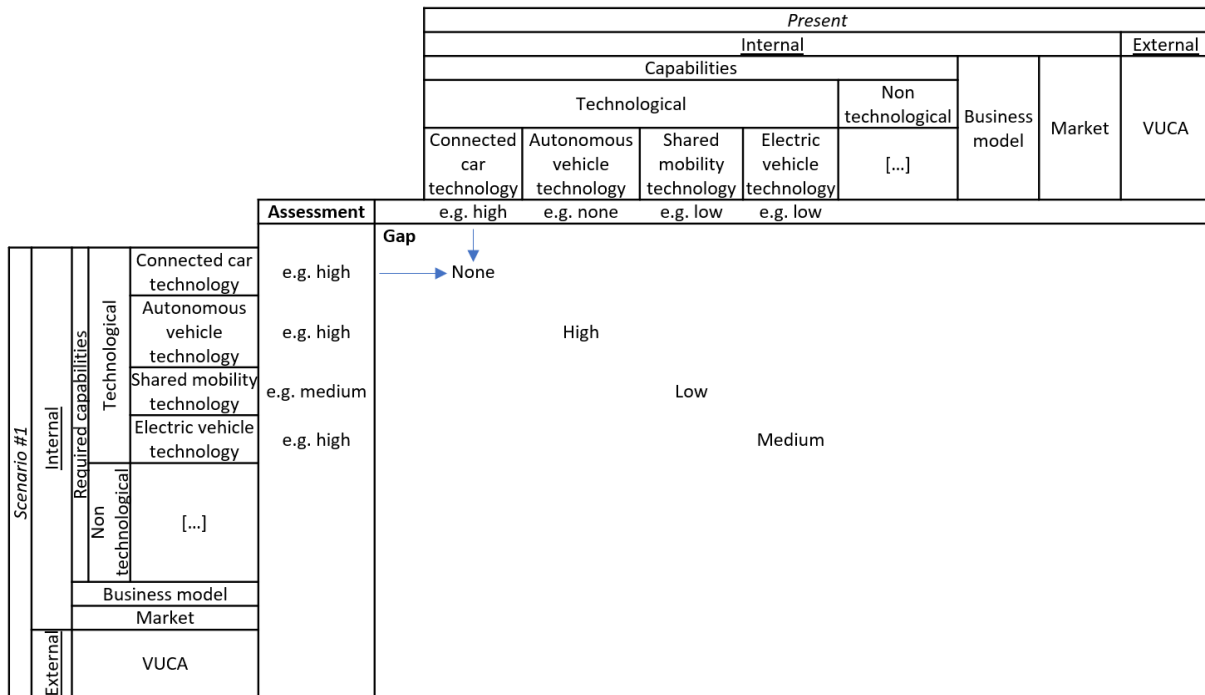 Present
Internal
External
Capabilities
Technological
Non
technological
Business
model
Market
VUCA
Connected
car
technology
Autonomous
vehicle
technology
Shared
mobility
technology
Electric
vehicle
technology
[...]
Assessment
e.g. high
e.g. none
e.g. low
e.g. low
Gap
Scenario #1
Internal
Required capabilities
Technological
Connected car
technology
e.g. high
None
Autonomous
vehicle
technology
e.g. high
High
Shared mobility
technology
e.g. medium
Low
Electric vehicle
technology
e.g. high
Medium
Non
technological
[...]
Business model
Market
External
VUCA